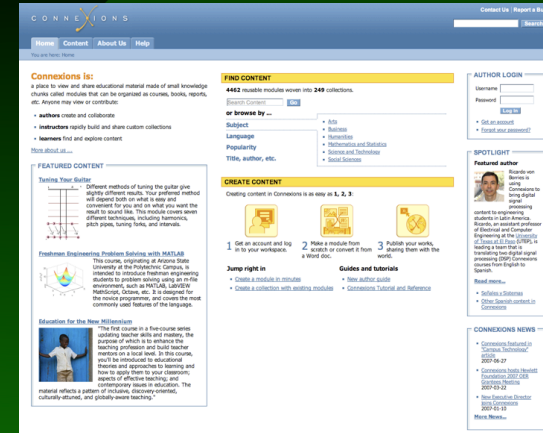 Contact Us | Report a Bu
CONNEXIONS
Search
Home Content About Us Help
You are here: Home
Connexions is:
a place to view and share educational material made of small knowledge
chunks called modules that can be organized as courses, books, reports,
etc. Anyone may view or contribute:
authors create and collaborate
instructors rapidly build and share custom collections
learners find and explore content
More about us ...
FEATURED CONTENT
Tuning Your Guitar
Different methods of tuning the guitar give
slightly different results. Your preferred method
will depend both on what is easy and
convenient for you and on what you want the
result to sound like. This module covers seven
different techniques, including harmonics,
pitch pipes, tuning forks, and intervals.
Freshman Engineering Problem Solving with MATLAB
This course, originating at Arizona State
University at the Polytechnic Campus, is
intended to introduce freshman engineering
students to problem solving using an m-file
environment, such as MATLAB, LabVIEW
MathScript, Octave, etc. It is designed for
the novice programmer, and covers the most
commonly used features of the language.
Education for the New Millennium
"The first course in a five-course series
updating teacher skills and mastery, the
purpose of which is to enhance the
teaching profession and build teacher
mentors on a local level. In this course,
you'll be introduced to educational
theories and approaches to learning and
how to apply them to your classroom;
aspects of effective teaching; and
contemporary issues in education. The
material reflects a pattern of inclusive, discovery-oriented,
culturally-attuned, and globally-aware teaching."
FIND CONTENT
4462 reusable modules woven into 249 collections.
Search Content Go
or browse by ...
Subject
Language
Popularity
Title, author, etc.
Arts
Business
Humanities
Mathematics and Statistics
Science and Technology
Social Sciences
CREATE CONTENT
Creating content in Connexions is as easy as 1, 2, 3:
1 Get an account and log
in to your workspace.
2 Make a module from
scratch or convert it from
a Word doc.
3 Publish your works,
sharing them with the
world.
Jump right in
Create a module in minutes
Create a collection with existing modules
Guides and tutorials
New author guide
Connexions Tutorial and Reference
AUTHOR LOGIN
Username
Password
Log in
Get an account
Forgot your password?
SPOTLIGHT
Featured author
Ricardo von
Borries is
using
Connexions to
bring digital
signal
processing
content to engineering
students in Latin America.
Ricardo, an assistant professor
of Electrical and Computer
Engineering at the University
of Texas at El Paso (UTEP), is
leading a team that is
translating two digital signal
processing (DSP) Connexions
courses from English to
Spanish.
Read more...
Señales y Sistemas
Other Spanish content in
Connexions
CONNEXIONS NEWS
Connexions featured in
"Campus Technology"
article
2007-06-27
Connexions hosts Hewlett
Foundation 2007 OER
Grantees Meeting
2007-03-22
New Executive Director
joins Connexions
2007-01-10
More News...